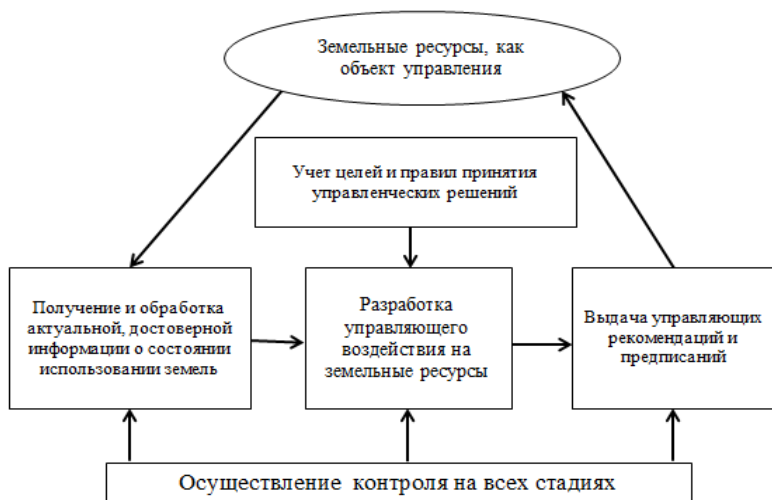 Земельные ресурсы, как
объект управления
Учет целей и правил принятия
управленческих решений
Получение и обработка
актуальной, достоверной
информации о состоянии
использовании земель
Разработка
управляющего
воздействия на
земельные ресурсы
Выдача управляющих
рекомендаций и
предписаний
Осуществление контроля на всех стадиях